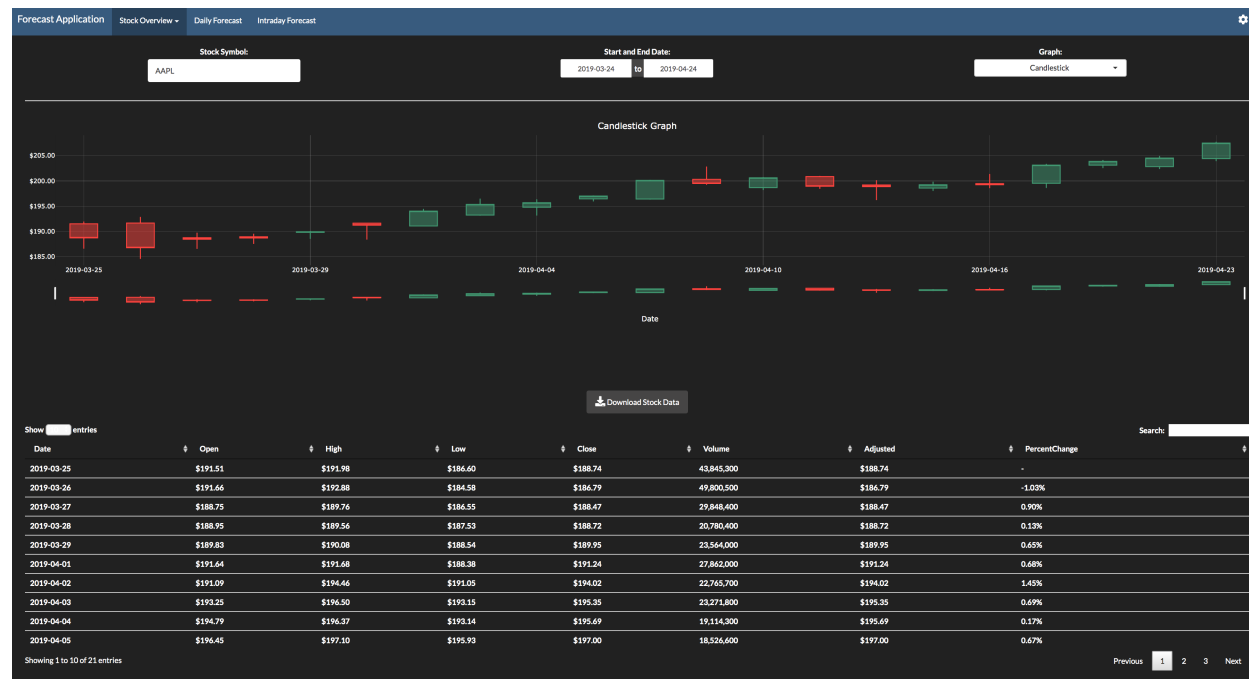 Forecast Application Stock Overview Daily Forecast Intraday Forecast
Stock Symbol: Start and End Date: Graph:
AAPL 2019-03-24 to 2019-04-24 Candlestick
Candlestick Graph
$205.00
$200.00
$195.00
$190.00
$185.00
2019-03-25 2019-03-29 2019-04-04 2019-04-10 2019-04-16 2019-04-23
Date
Download Stock Data
Show entries Search:
Date Open High Low Close Volume Adjusted PercentChange
2019-03-25 $191.51 $191.98 $186.60 $188.74 43,845,300 $188.74 -
2019-03-26 $191.66 $192.88 $184.58 $186.79 49,800,500 $186.79 -1.03%
2019-03-27 $188.75 $189.76 $186.55 $188.47 29,848,400 $188.47 0.90%
2019-03-28 $188.95 $189.56 $187.53 $188.72 20,780,400 $188.72 0.13%
2019-03-29 $189.83 $190.08 $188.54 $189.95 23,564,000 $189.95 0.65%
2019-04-01 $191.64 $191.68 $188.38 $191.24 27,862,000 $191.24 0.68%
2019-04-02 $191.09 $194.46 $191.05 $194.02 22,765,700 $194.02 1.45%
2019-04-03 $193.25 $196.50 $193.15 $195.35 23,271,800 $195.35 0.69%
2019-04-04 $194.79 $196.37 $193.14 $195.69 19,114,300 $195.69 0.17%
2019-04-05 $196.45 $197.10 $195.93 $197.00 18,526,600 $197.00 0.67%
Showing 1 to 10 of 21 entries Previous 1 2 3 Next